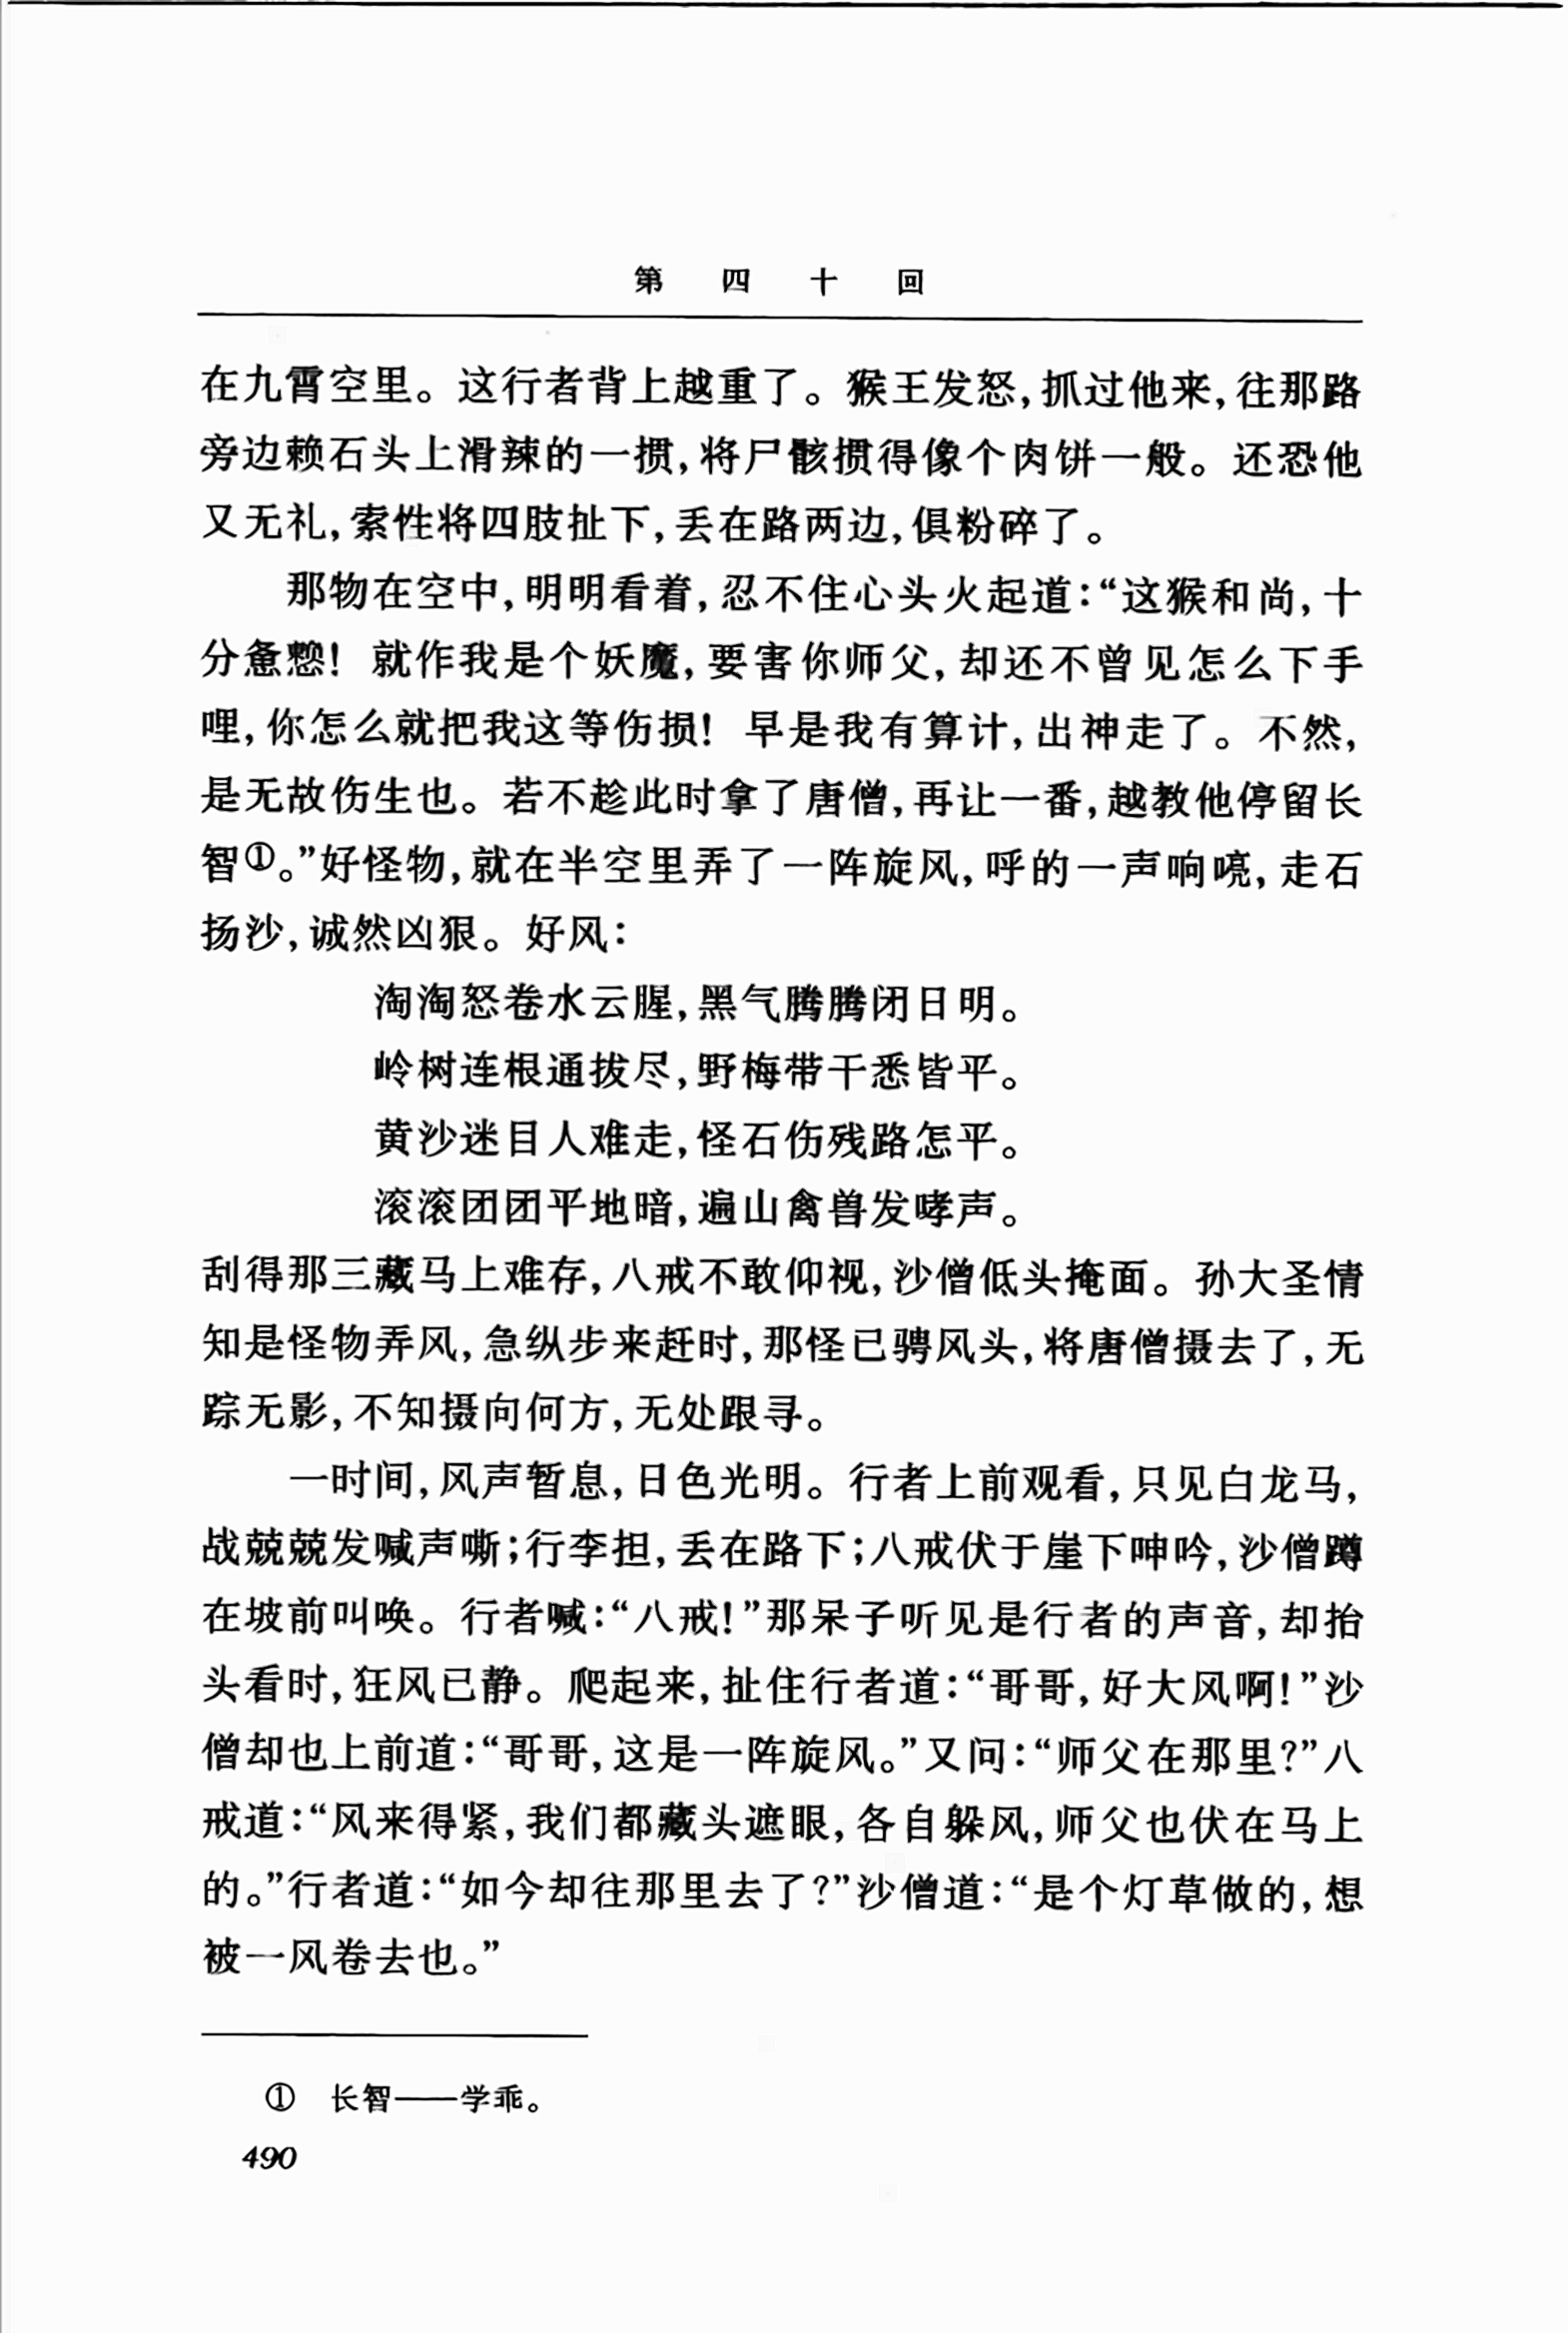 第四十回
在九霄空里。这行者背上越重了。猴王发怒,抓过他来,往那路
旁边赖石头上滑辣的一掼,将尸骸掼得像个肉饼一般。还恐他
又无礼,索性将四肢扯下,丢在路两边,俱粉碎了。
那物在空中,明明看着,忍不住心头火起道:“这猴和尚,十
分惫𪬯!就作我是个妖魔,要害你师父,却还不曾见怎么下手
哩,你怎么就把我这等伤损!早是我有算计,出神走了。不然,
是无故伤生也。若不趁此时拿了唐僧,再让一番,越教他停留长
智①。”好怪物,就在半空里弄了一阵旋风,呼的一声响喨,走石
扬沙,诚然凶狠。好风:
淘淘怒卷水云腥,黑气腾腾闭日明。
岭树连根通拔尽,野梅带干悉皆平。
黄沙迷目人难走,怪石伤残路怎平。
滚滚团团平地暗,遍山禽兽发哮声。
刮得那三藏马上难存,八戒不敢仰视,沙僧低头掩面。孙大圣情
知是怪物弄风,急纵步来赶时,那怪已骋风头,将唐僧摄去了,无
踪无影,不知摄向何方,无处跟寻。
一时间,风声暂息,日色光明。行者上前观看,只见白龙马,
战兢兢发喊声嘶;行李担,丢在路下;八戒伏于崖下呻吟,沙僧蹲
在坡前叫唤。行者喊:“八戒!”那呆子听见是行者的声音,却抬
头看时,狂风已静。爬起来,扯住行者道:“哥哥,好大风啊!”沙
僧却也上前道:“哥哥,这是一阵旋风。”又问:“师父在那里?”八
戒道:“风来得紧,我们都藏头遮眼,各自躲风,师父也伏在马上
的。”行者道:“如今却往那里去了?”沙僧道:“是个灯草做的,想
被一风卷去也。”
① 长智——学乖。
490